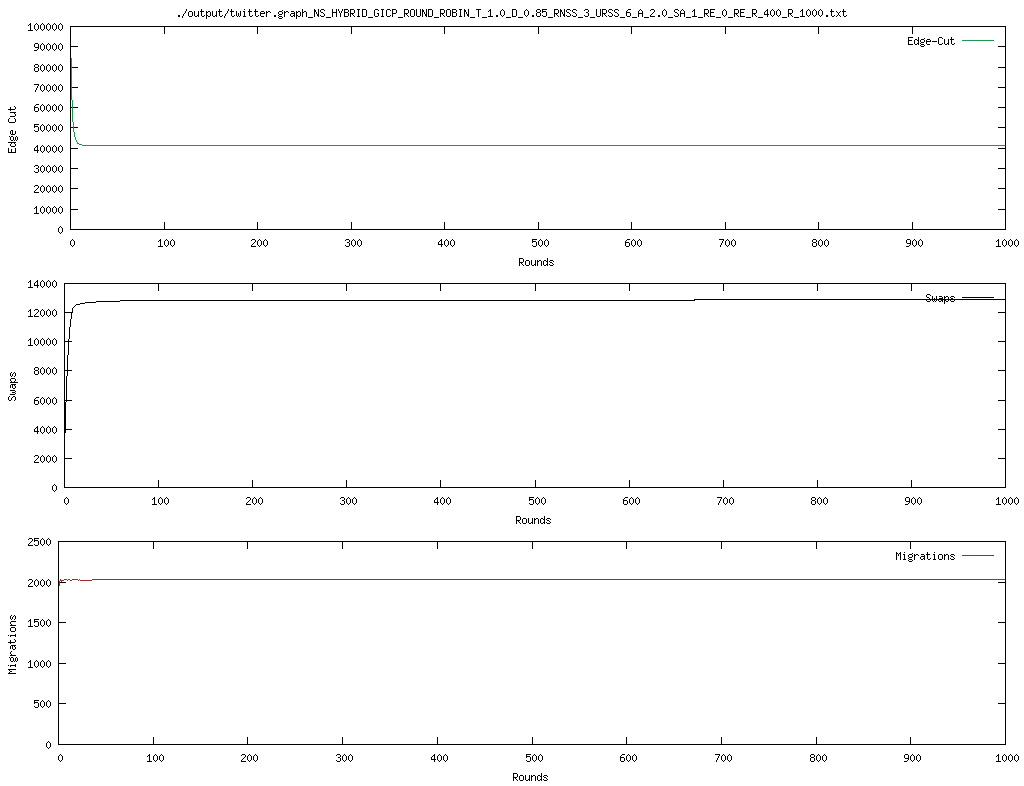 ./output/twitter.graph_NS_HYBRID_GICP_ROUND_ROBIN_T_1.0_D_0.85_RNSS_3_URSS_6_A_2.0_SA_1_RE_0_RE_R_400_R_1000.txt
100000
90000
80000
70000
60000
50000
40000
30000
20000
10000
0
Edge Cut
Edge-Cut
0 100 200 300 400 500 600 700 800 900 1000
Rounds
14000
12000
10000
8000
6000
4000
2000
0
Swaps
Swaps
0 100 200 300 400 500 600 700 800 900 1000
Rounds
2500
2000
1500
1000
500
0
Migrations
Migrations
0 100 200 300 400 500 600 700 800 900 1000
Rounds